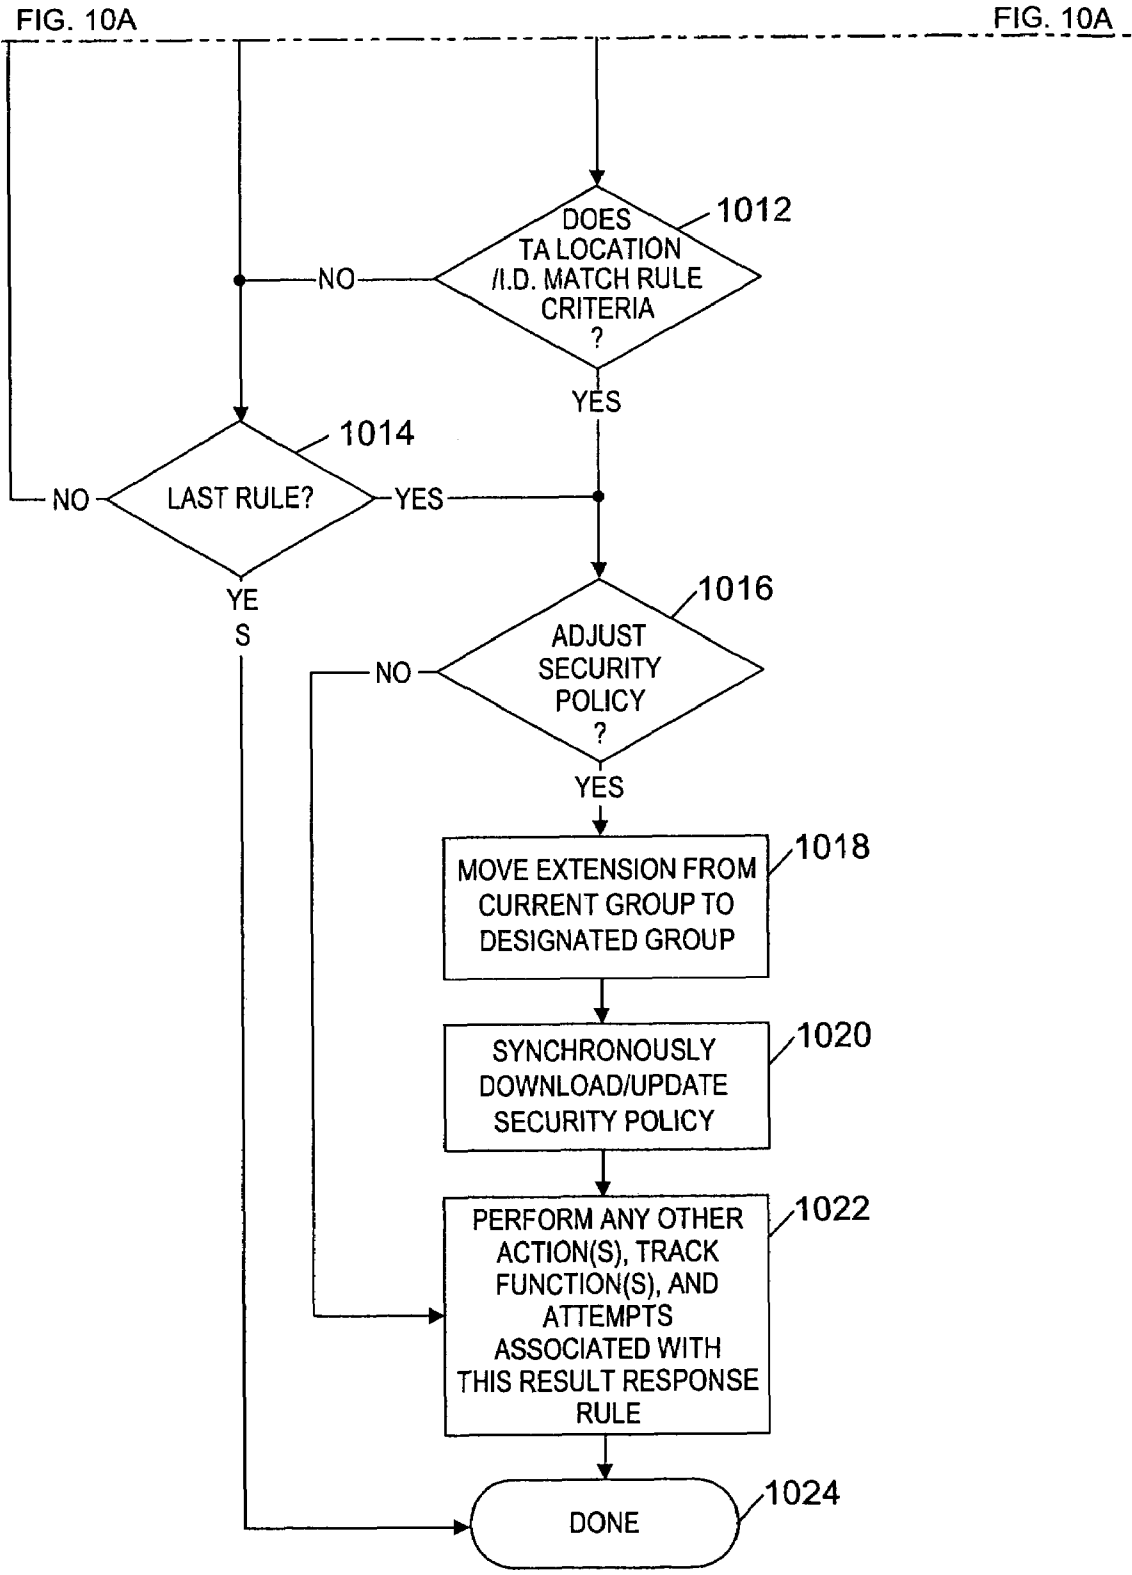 FIG. 10A
FIG. 10A
1012
DOES
TA LOCATION
/I.D. MATCH RULE
CRITERIA
?
NO
YES
1014
LAST RULE?
NO
YES
YE
S
1016
ADJUST
SECURITY
POLICY
?
NO
YES
1018
MOVE EXTENSION FROM
CURRENT GROUP TO
DESIGNATED GROUP
1020
SYNCHRONOUSLY
DOWNLOAD/UPDATE
SECURITY POLICY
1022
PERFORM ANY OTHER
ACTION(S), TRACK
FUNCTION(S), AND
ATTEMPTS
ASSOCIATED WITH
THIS RESULT RESPONSE
RULE
1024
DONE